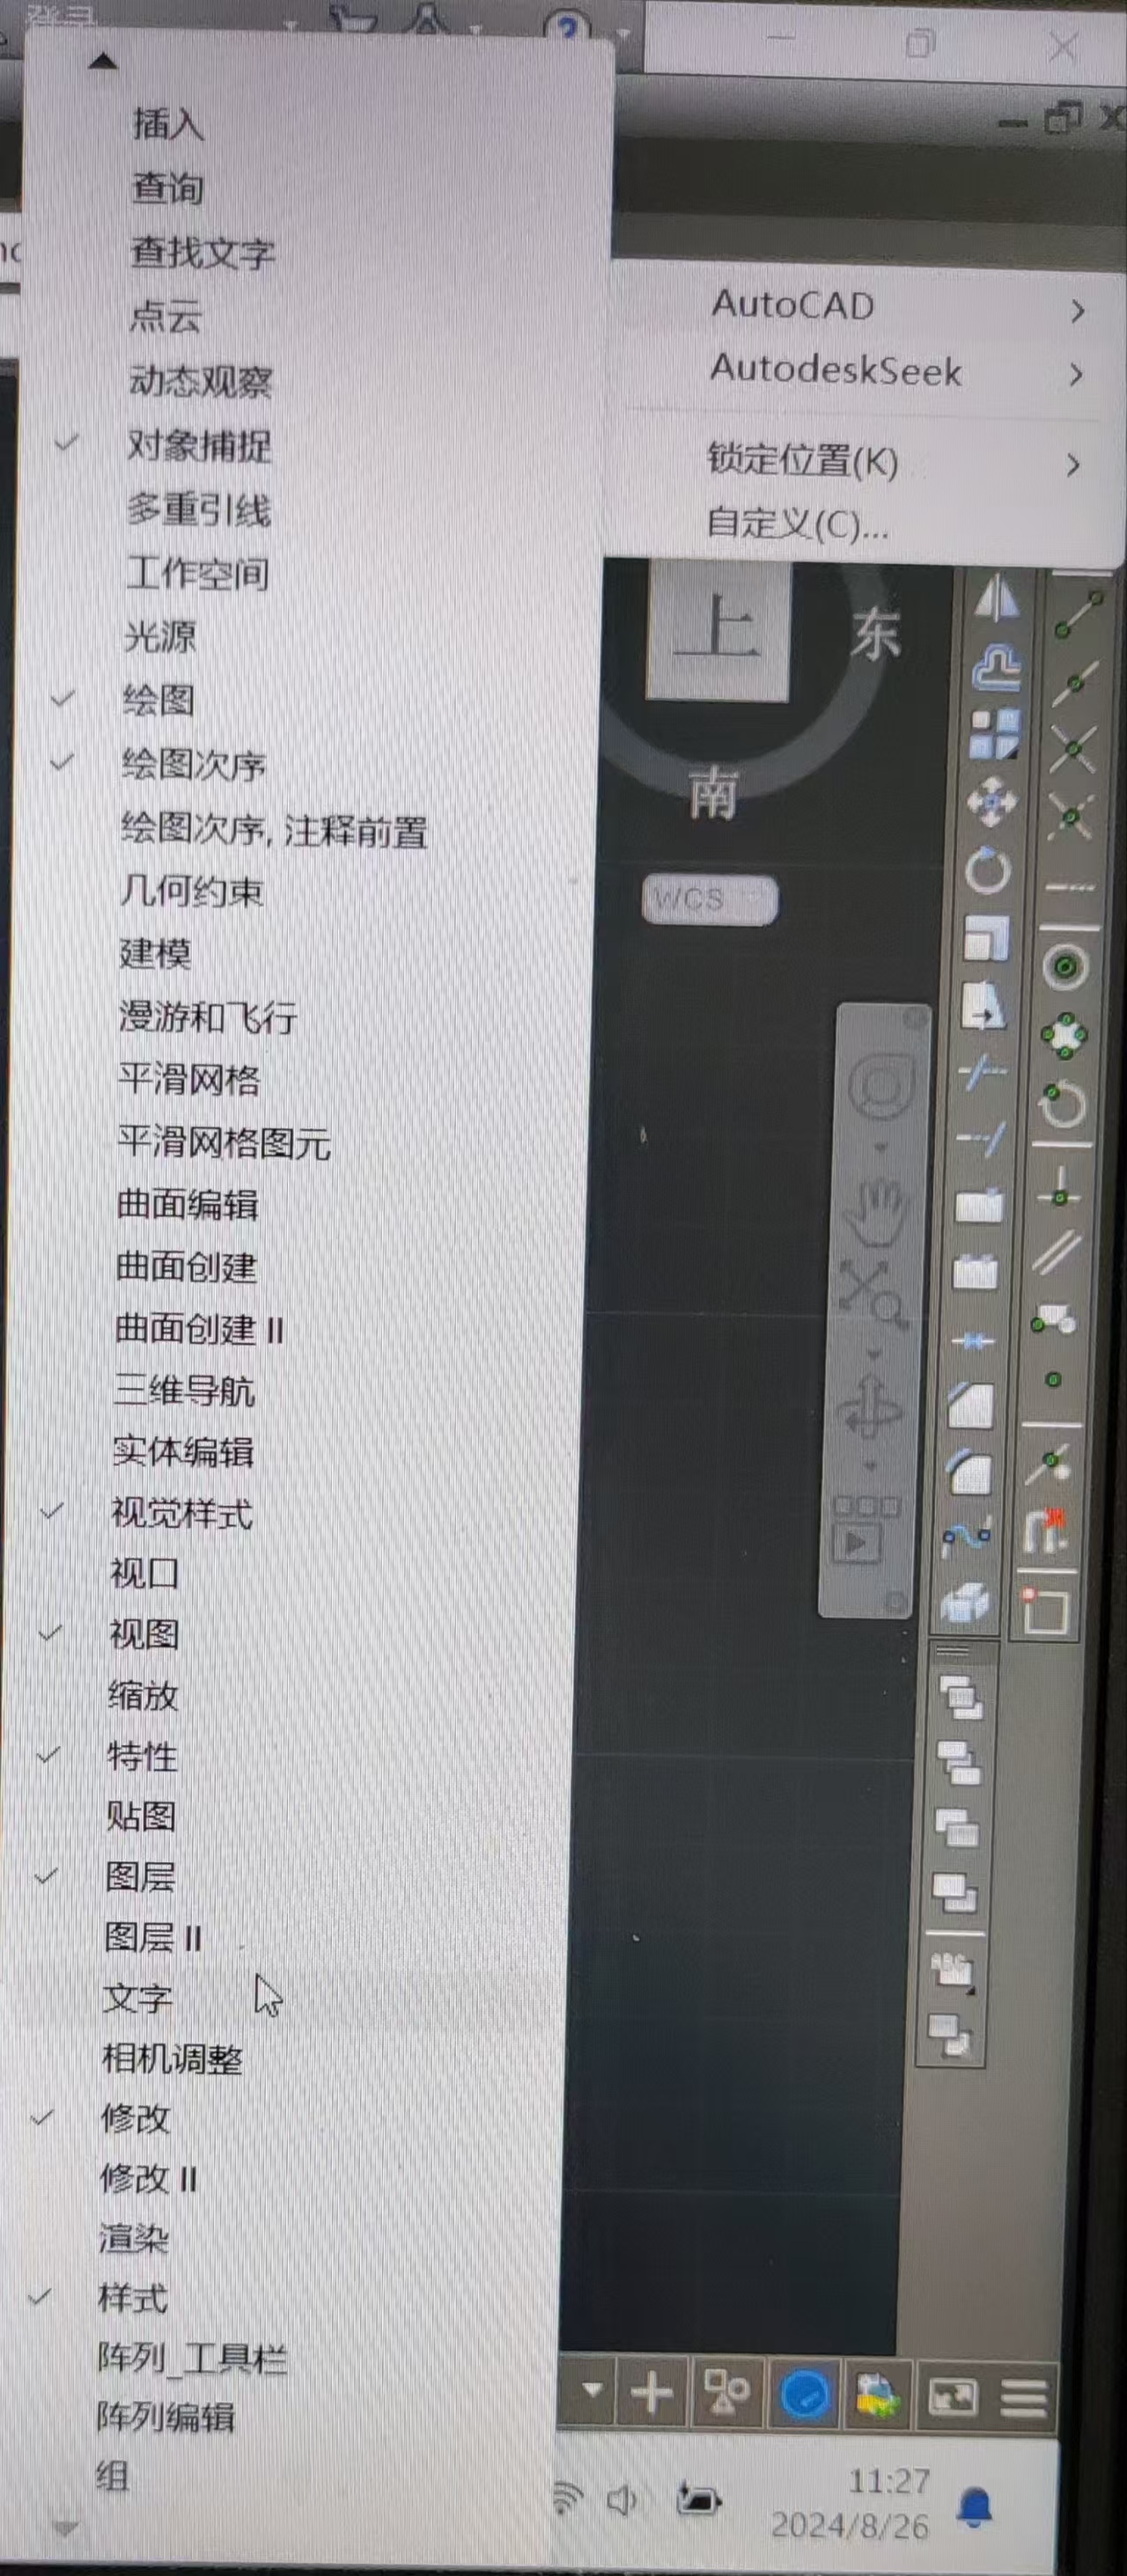 登录
插入
查询
查找文字
点云
动态观察
对象捕捉
多重引线
工作空间
光源
绘图
绘图次序
绘图次序, 注释前置
几何约束
建模
漫游和飞行
平滑网格
平滑网格图元
曲面编辑
曲面创建
曲面创建 II
三维导航
实体编辑
视觉样式
视口
视图
缩放
特性
贴图
图层
图层 II
文字
相机调整
修改
修改 II
渲染
样式
阵列_工具栏
阵列编辑
组
AutoCAD
AutodeskSeek
锁定位置(K)
自定义(C)...
上
东
南
WCS
ABC
11:27
2024/8/26